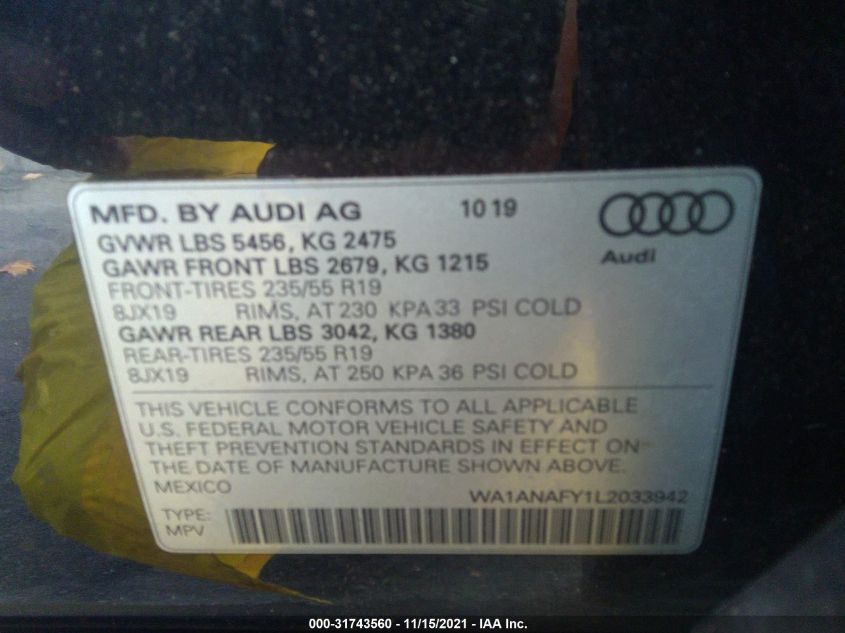 MFD. BY AUDI AG 10 19
GVWR LBS 5456, KG 2475
GAWR FRONT LBS 2679, KG 1215
Audi
FRONT-TIRES 235/55 R19
8JX19 RIMS, AT 230 KPA 33 PSI COLD
GAWR REAR LBS 3042, KG 1380
REAR-TIRES 235/55 R19
8JX19 RIMS, AT 250 KPA 36 PSI COLD
THIS VEHICLE CONFORMS TO ALL APPLICABLE
U.S. FEDERAL MOTOR VEHICLE SAFETY AND
THEFT PREVENTION STANDARDS IN EFFECT ON
THE DATE OF MANUFACTURE SHOWN ABOVE.
MEXICO WA1ANAFY1L2033942
TYPE:
MPV
000-31743560 - 11/15/2021 - IAA Inc.